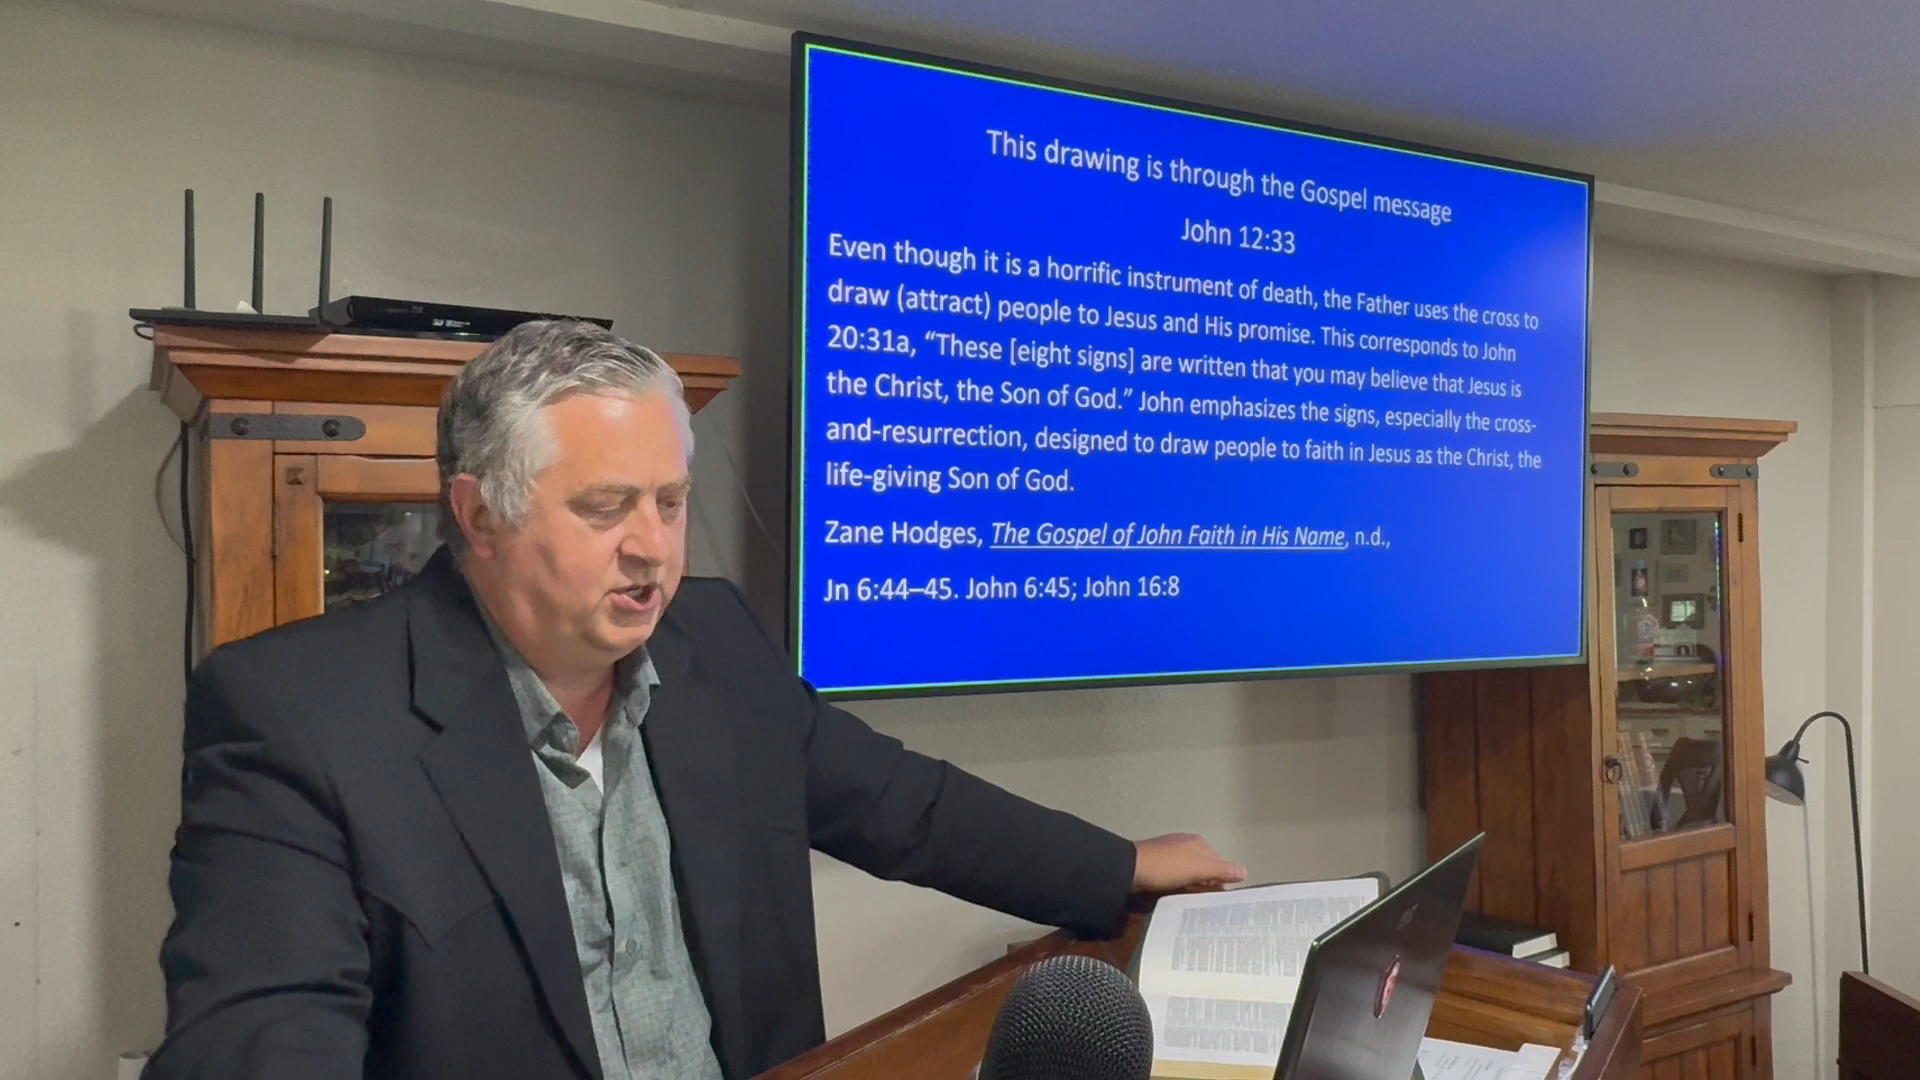 This drawing is through the Gospel message
John 12:33
Even though it is a horrific instrument of death, the Father uses the cross to
draw (attract) people to Jesus and His promise. This corresponds to John
20:31a, “These [eight signs] are written that you may believe that Jesus is
the Christ, the Son of God.” John emphasizes the signs, especially the cross-
and-resurrection, designed to draw people to faith in Jesus as the Christ, the
life-giving Son of God.
Zane Hodges, The Gospel of John Faith in His Name, n.d.,
Jn 6:44–45. John 6:45; John 16:8